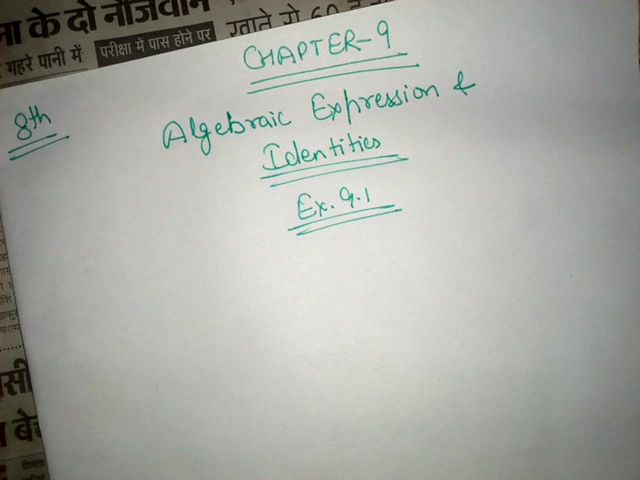 ना के दो नौजवान
गहरे पानी में
परीक्षा में पास होने पर
CHAPTER-9
8th
Algebraic Expression &
Identities
Ex. 9.1